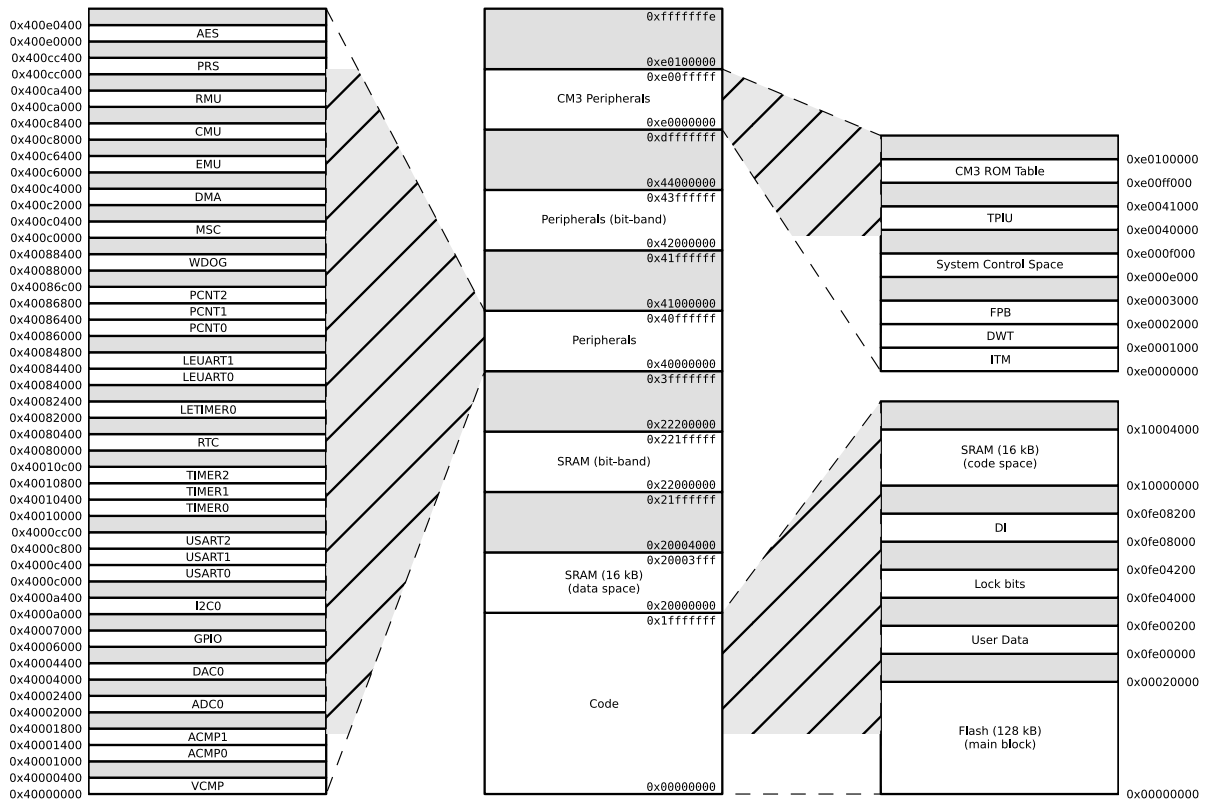 0x400e0400
AES
0x400e0000
0x400cc400
PRS
0x400cc000
0x400ca400
RMU
0x400ca000
0x400c8400
CMU
0x400c8000
0x400c6400
EMU
0x400c6000
0x400c4000
DMA
0x400c2000
0x400c0400
MSC
0x400c0000
0x40088400
WDOG
0x40088000
0x40086c00
PCNT2
0x40086800
PCNT1
0x40086400
PCNT0
0x40086000
0x40084800
LEUART1
0x40084400
LEUART0
0x40084000
0x40082400
LETIMER0
0x40082000
0x40080400
RTC
0x40080000
0x40010c00
TIMER2
0x40010800
TIMER1
0x40010400
TIMER0
0x40010000
0x4000cc00
USART2
0x4000c800
USART1
0x4000c400
USART0
0x4000c000
0x4000a400
I2C0
0x4000a000
0x40007000
GPIO
0x40006000
0x40004400
DAC0
0x40004000
0x40002400
ADC0
0x40002000
0x40001800
ACMP1
0x40001400
ACMP0
0x40001000
0x40000400
VCMP
0x40000000
0xfffffffe
0xe0100000
0xe00fffff
CM3 Peripherals
0xe0000000
0xdfffffff
0x44000000
0x43ffffff
Peripherals (bit-band)
0x42000000
0x41ffffff
0x41000000
0x40ffffff
Peripherals
0x40000000
0x3fffffff
0x22200000
0x221fffff
SRAM (bit-band)
0x22000000
0x21ffffff
0x20004000
0x20003fff
SRAM (16 kB)
(data space)
0x20000000
0x1fffffff
Code
0x00000000
0xe0100000
CM3 ROM Table
0xe00ff000
0xe0041000
TPIU
0xe0040000
0xe000f000
System Control Space
0xe000e000
0xe0003000
FPB
0xe0002000
DWT
0xe0001000
ITM
0xe0000000
0x10004000
SRAM (16 kB)
(code space)
0x10000000
0x0fe08200
DI
0x0fe08000
0x0fe04200
Lock bits
0x0fe04000
0x0fe00200
User Data
0x0fe00000
0x00020000
Flash (128 kB)
(main block)
0x00000000